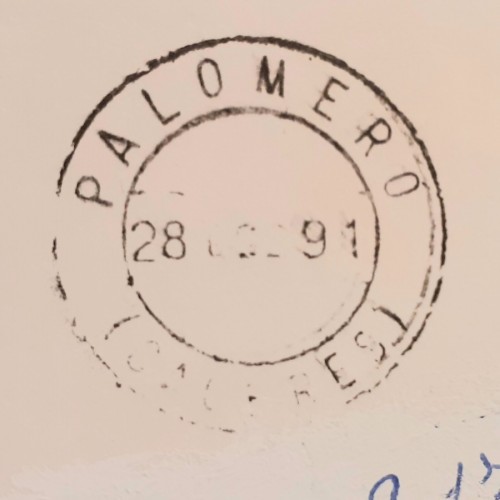 PALOMERO
28 91
(CACERES)